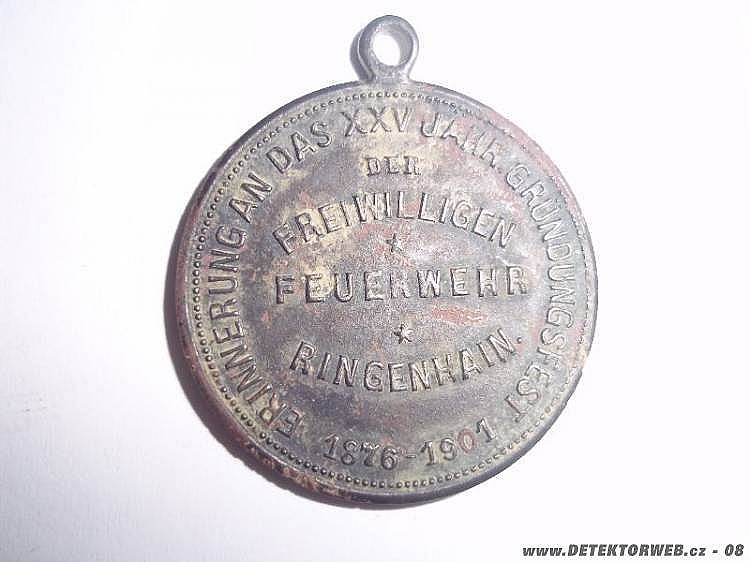 ERINNERUNG AN DAS XXV JAHR. GRÜNDUNGSFEST
DER
FREIWILLIGEN
FEUERWEHR
RINGENHAIN.
1876-1901
www.DETEKTORWEB.cz - 08